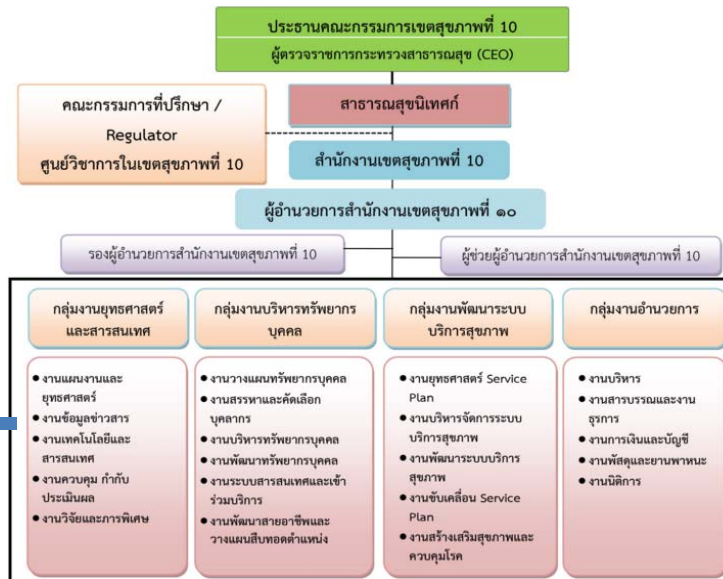 ประธานคณะกรรมการเขตสุขภาพที่ 10
ผู้ตรวจราชการกระทรวงสาธารณสุข (CEO)
คณะกรรมการที่ปรึกษา /
Regulator
ศูนย์วิชาการในเขตสุขภาพที่ 10
สาธารณสุขนิเทศก์
สำนักงานเขตสุขภาพที่ 10
ผู้อำนวยการสำนักงานเขตสุขภาพที่ ๑๐
รองผู้อำนวยการสำนักงานเขตสุขภาพที่ 10
ผู้ช่วยผู้อำนวยการสำนักงานเขตสุขภาพที่ 10
กลุ่มงานยุทธศาสตร์
และสารสนเทศ
● งานแผนงานและ
ยุทธศาสตร์
● งานข้อมูลข่าวสาร
● งานเทคโนโลยีและ
สารสนเทศ
● งานควบคุม กำกับ
ประเมินผล
● งานวิจัยและภารพิเศษ
กลุ่มงานบริหารทรัพยากร
บุคคล
● งานวางแผนทรัพยากรบุคคล
● งานสรรหาและคัดเลือก
บุคลากร
● งานบริหารทรัพยากรบุคคล
● งานพัฒนาทรัพยากรบุคคล
● งานระบบสารสนเทศและเข้า
ร่วมบริการ
● งานพัฒนาสายอาชีพและ
วางแผนสืบทอดตำแหน่ง
กลุ่มงานพัฒนาระบบ
บริการสุขภาพ
● งานยุทธศาสตร์ Service
Plan
● งานบริหารจัดการระบบ
บริการสุขภาพ
● งานพัฒนาระบบบริการ
สุขภาพ
● งานขับเคลื่อน Service
Plan
● งานสร้างเสริมสุขภาพและ
ควบคุมโรค
กลุ่มงานอำนวยการ
● งานบริหาร
● งานสารบรรณและงาน
ธุรการ
● งานการเงินและบัญชี
● งานพัสดุและยานพาหนะ
● งานนิติการ